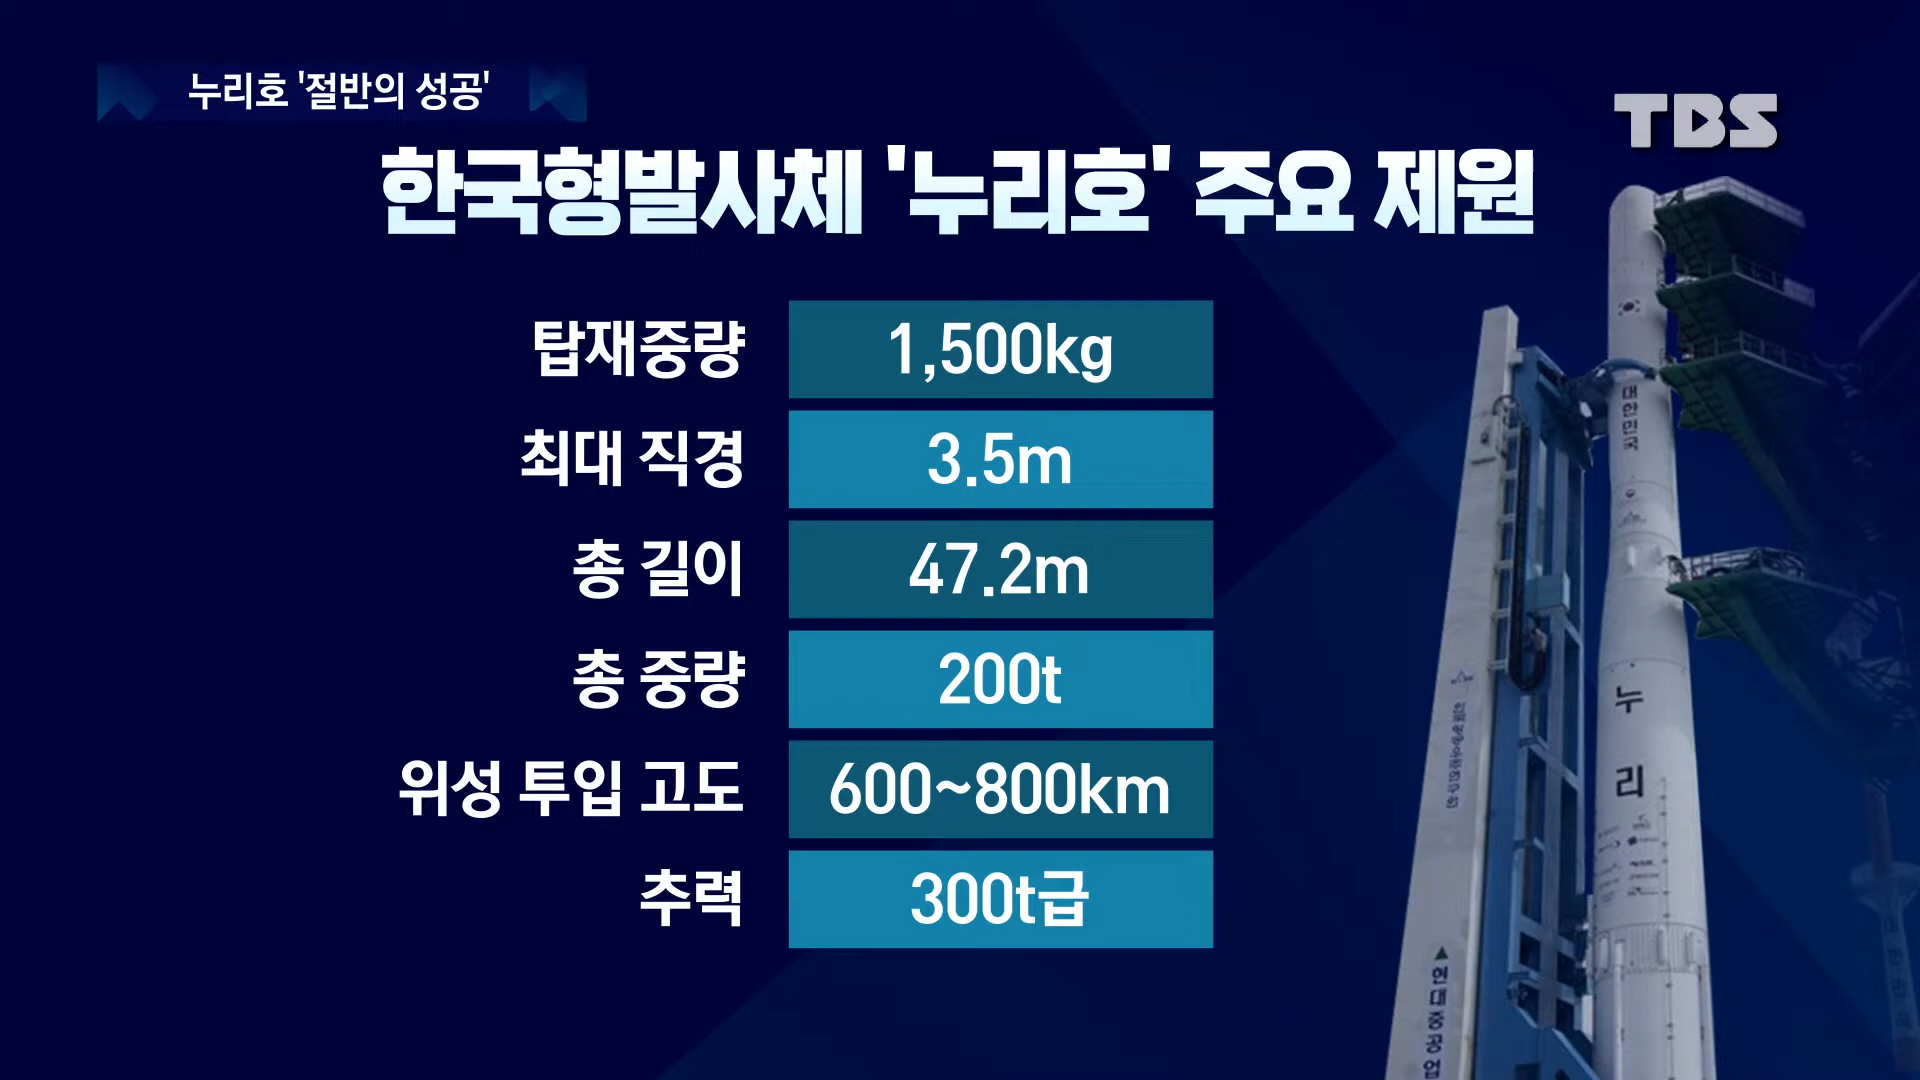 누리호 '절반의 성공'
TBS
한국형발사체 '누리호' 주요 제원
탑재중량 1,500kg
최대 직경 3.5m
총 길이 47.2m
총 중량 200t
위성 투입 고도 600~800km
추력 300t급
대한민국
누리
현대중공업